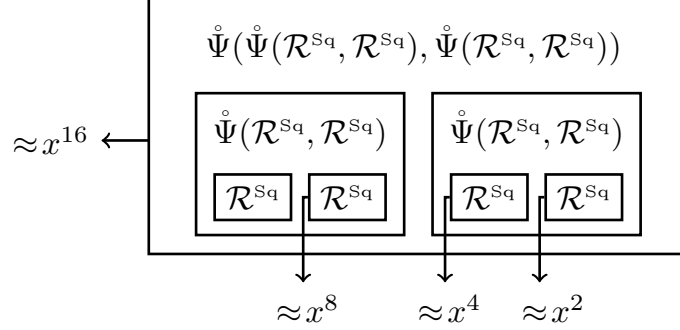 Ψ̊(Ψ̊(ℛ^Sq, ℛ^Sq), Ψ̊(ℛ^Sq, ℛ^Sq))
Ψ̊(ℛ^Sq, ℛ^Sq) Ψ̊(ℛ^Sq, ℛ^Sq)
≈x^16
ℛ^Sq ℛ^Sq ℛ^Sq ℛ^Sq
≈x^8 ≈x^4 ≈x^2